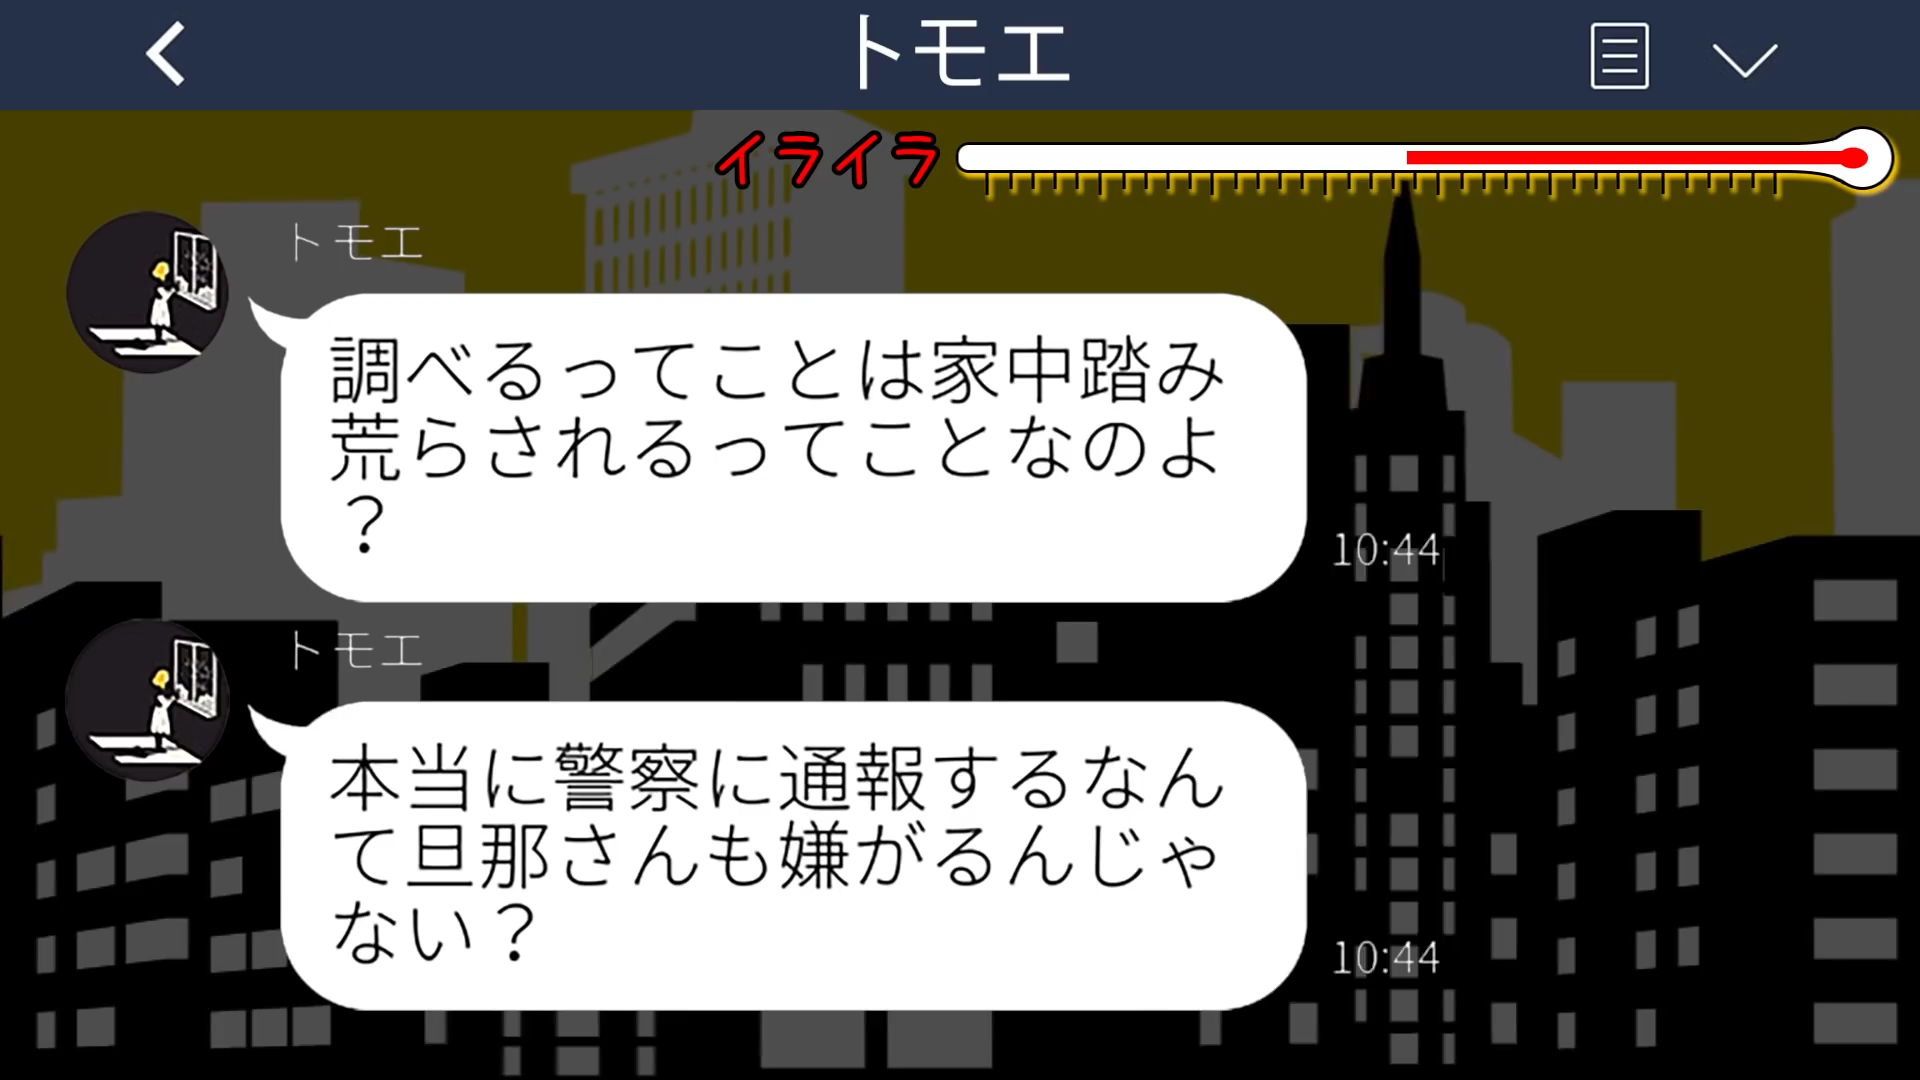 トモエ
イライラ
トモエ
調べるってことは家中踏み
荒らされるってことなのよ
？
10:44
トモエ
本当に警察に通報するなん
て旦那さんも嫌がるんじゃ
ない？
10:44